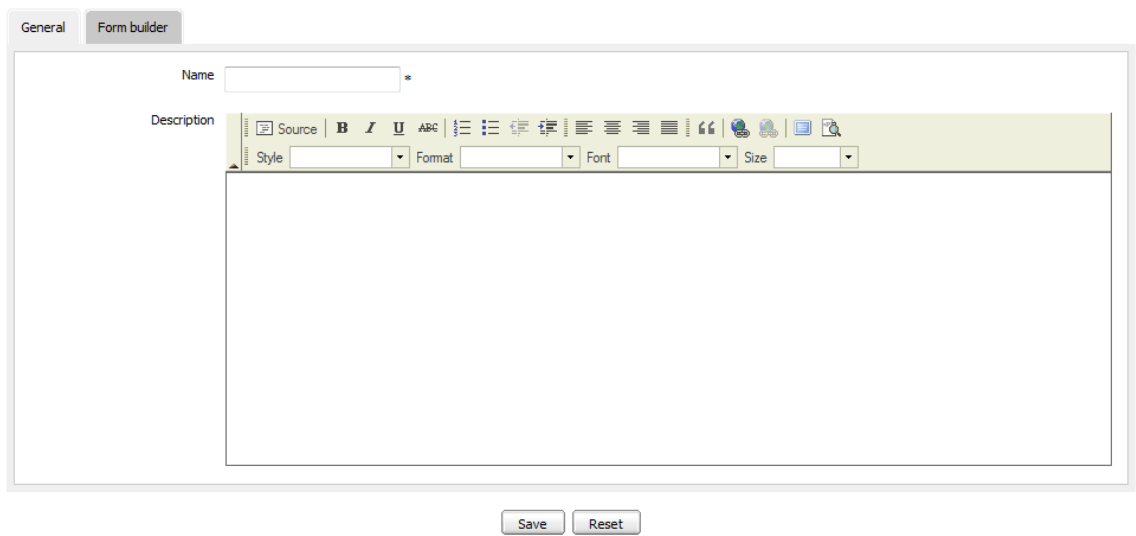 General Form builder
Name *
Description
Source B I U ABC
Style Format Font Size
Save Reset